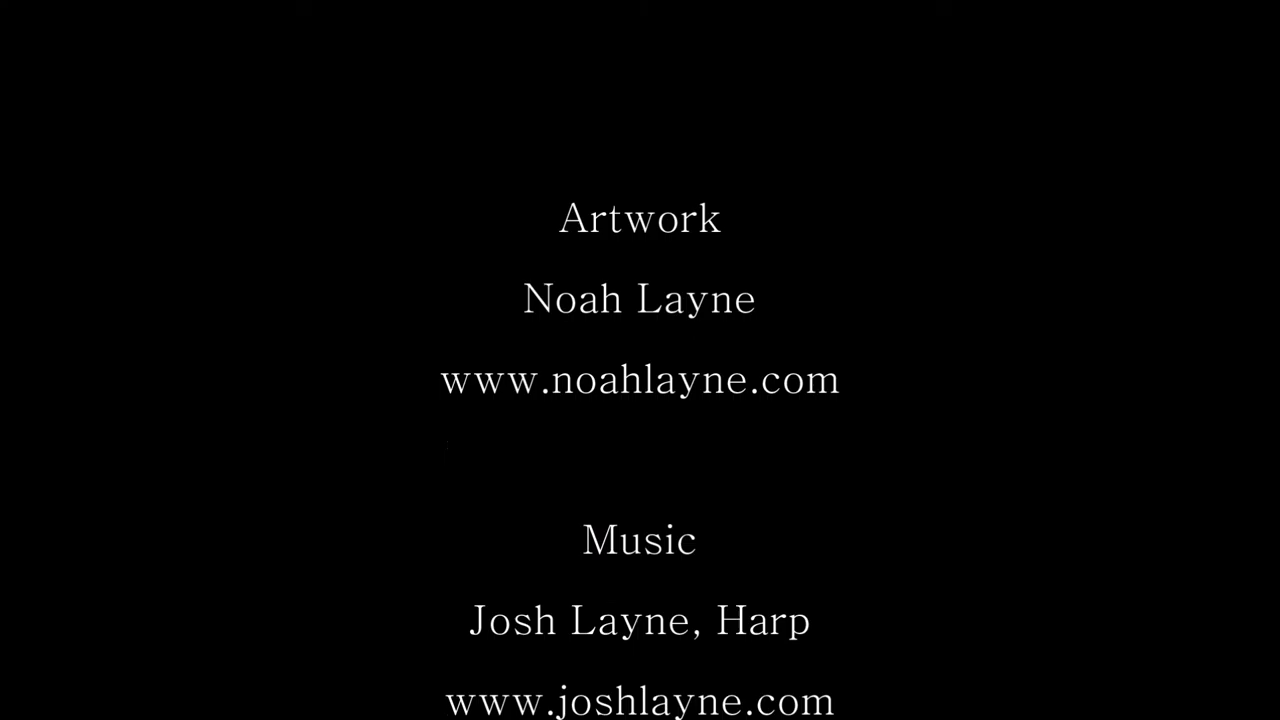 Artwork
Noah Layne
www.noahlayne.com
Music
Josh Layne, Harp
www.joshlayne.com